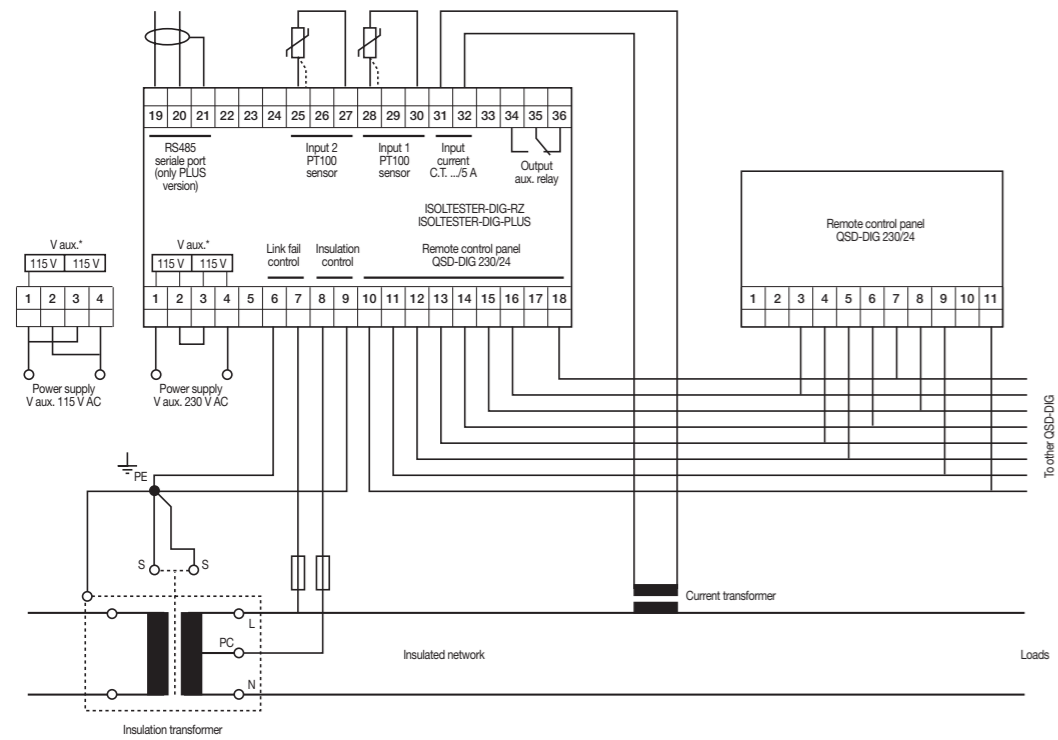 19 20 21 22 23 24 25 26 27 28 29 30 31 32 33 34 35 36
RS485
seriale port
(only PLUS
version)
Input 2
PT100
sensor
Input 1
PT100
sensor
Input
current
C.T. .../5 A
Output
aux. relay
ISOLTESTER-DIG-RZ
ISOLTESTER-DIG-PLUS
Remote control panel
QSD-DIG 230/24
V aux.*
115 V 115 V
1 2 3 4
Power supply
V aux. 115 V AC
V aux.*
115 V 115 V
Link fail
control
Insulation
control
Remote control panel
QSD-DIG 230/24
1 2 3 4 5 6 7 8 9 10 11 12 13 14 15 16 17 18
Power supply
V aux. 230 V AC
1 2 3 4 5 6 7 8 9 10 11
To other QSD-DIG
PE
S S
L
PC
N
Current transformer
Insulated network
Loads
Insulation transformer